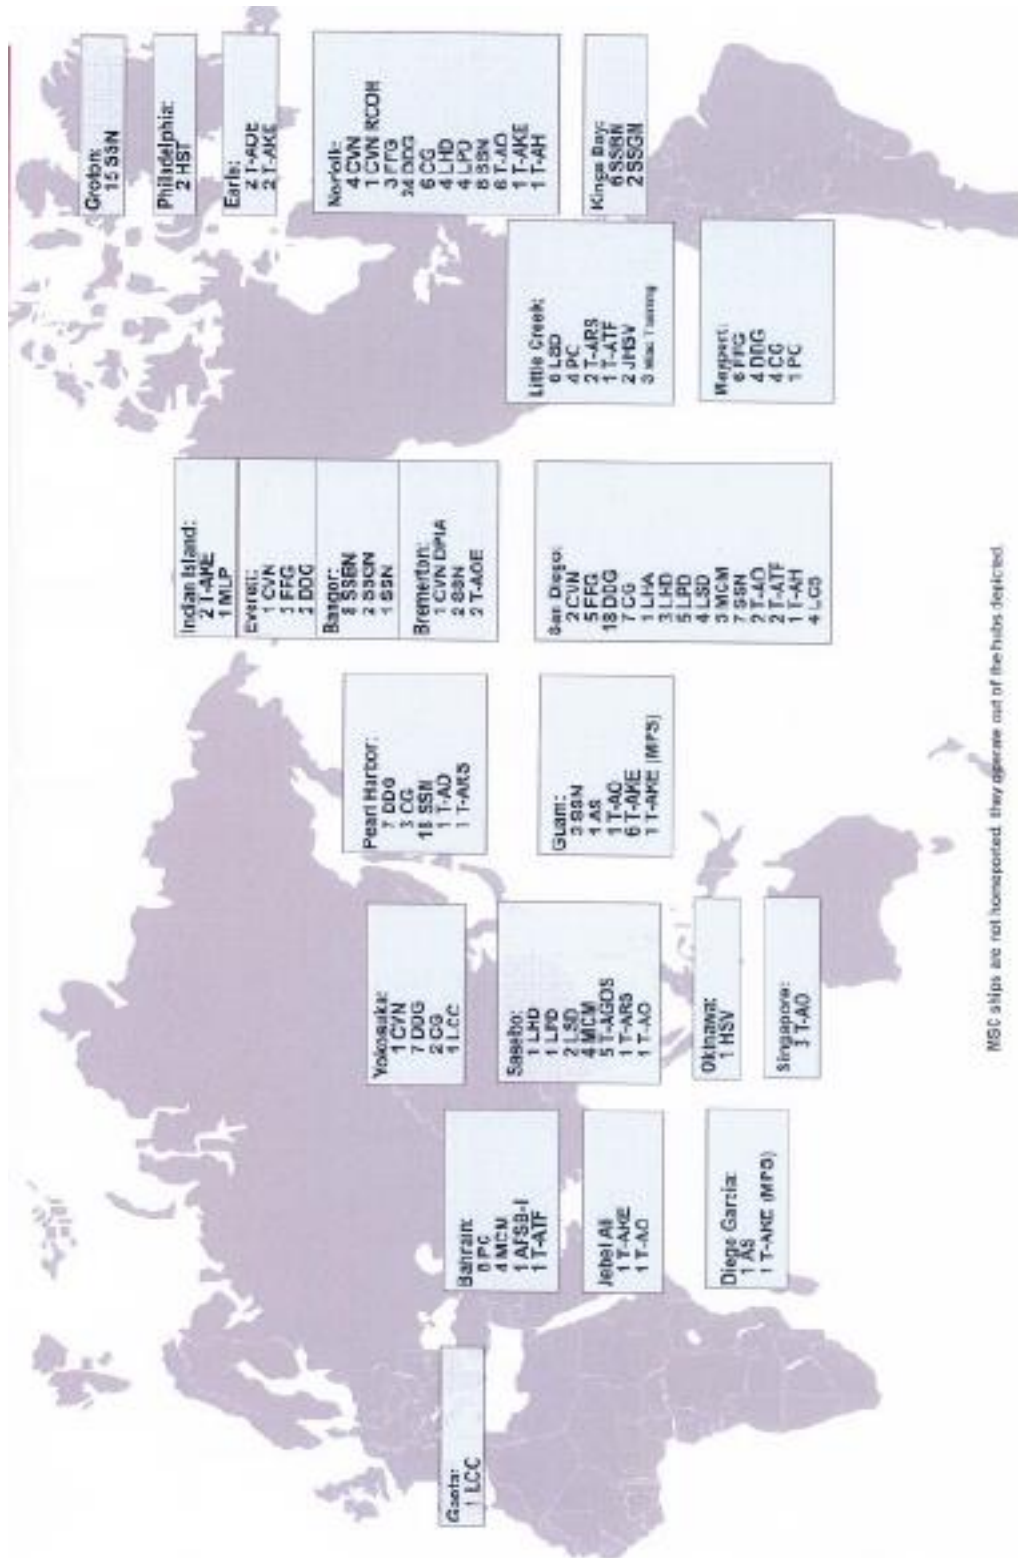 Gaeta:
1 LCC
Bahrain:
8 PC
4 MCM
1 AFSB-I
1 T-ATF
Jebel Ali
1 T-AKE
1 T-AO
Diego Garcia:
1 AS
1 T-AKE (MPS)
Yokosuka:
1 CVN
7 DDG
2 CG
1 LCC
Sasebo:
1 LHD
1 LPD
2 LSD
4 MCM
5 T-AGOS
1 T-ARS
1 T-AO
Okinawa:
1 HSV
Singapore:
3 T-AO
Pearl Harbor:
7 DDG
3 CG
18 SSN
1 T-AO
1 T-ARS
Guam:
3 SSN
1 AS
1 T-AO
6 T-AKE
1 T-AKE (MPS)
Indian Island:
2 T-AKE
1 MLP
Everett:
1 CVN
FFG
DDG
Bangor:
8 SSBN
2 SSGN
1 SSN
Bremerton:
1 CVN DPIA
2 SSN
2 T-AOE
San Diego:
2 CVN
5 FFG
18 DDG
7 CG
1 LHA
3 LHD
5 LPD
4 LSD
3 MCM
7 SSN
2 T-AO
2 T-ATF
1 T-AH
4 LCS
Groton:
15 SSN
Philadelphia:
2 HST
Earle:
2 T-AOE
2 T-AKE
Norfolk:
4 CVN
1 CVN RCOH
3 FFG
24 DDG
6 CG
4 LHD
4 LPD
SSN
6 T-AO
1 T-AKE
1 T-AH
Kings Bay:
6 SSBN
2 SSGN
Little Creek:
LSD
4 PC
2 T-ARS
1 T-ATF
2 JHSV
3 Misc Training
Mayport:
6 FFG
4 DDG
4 CG
1 PC
MSC ships are not homeported, they operate out of the hubs depicted.